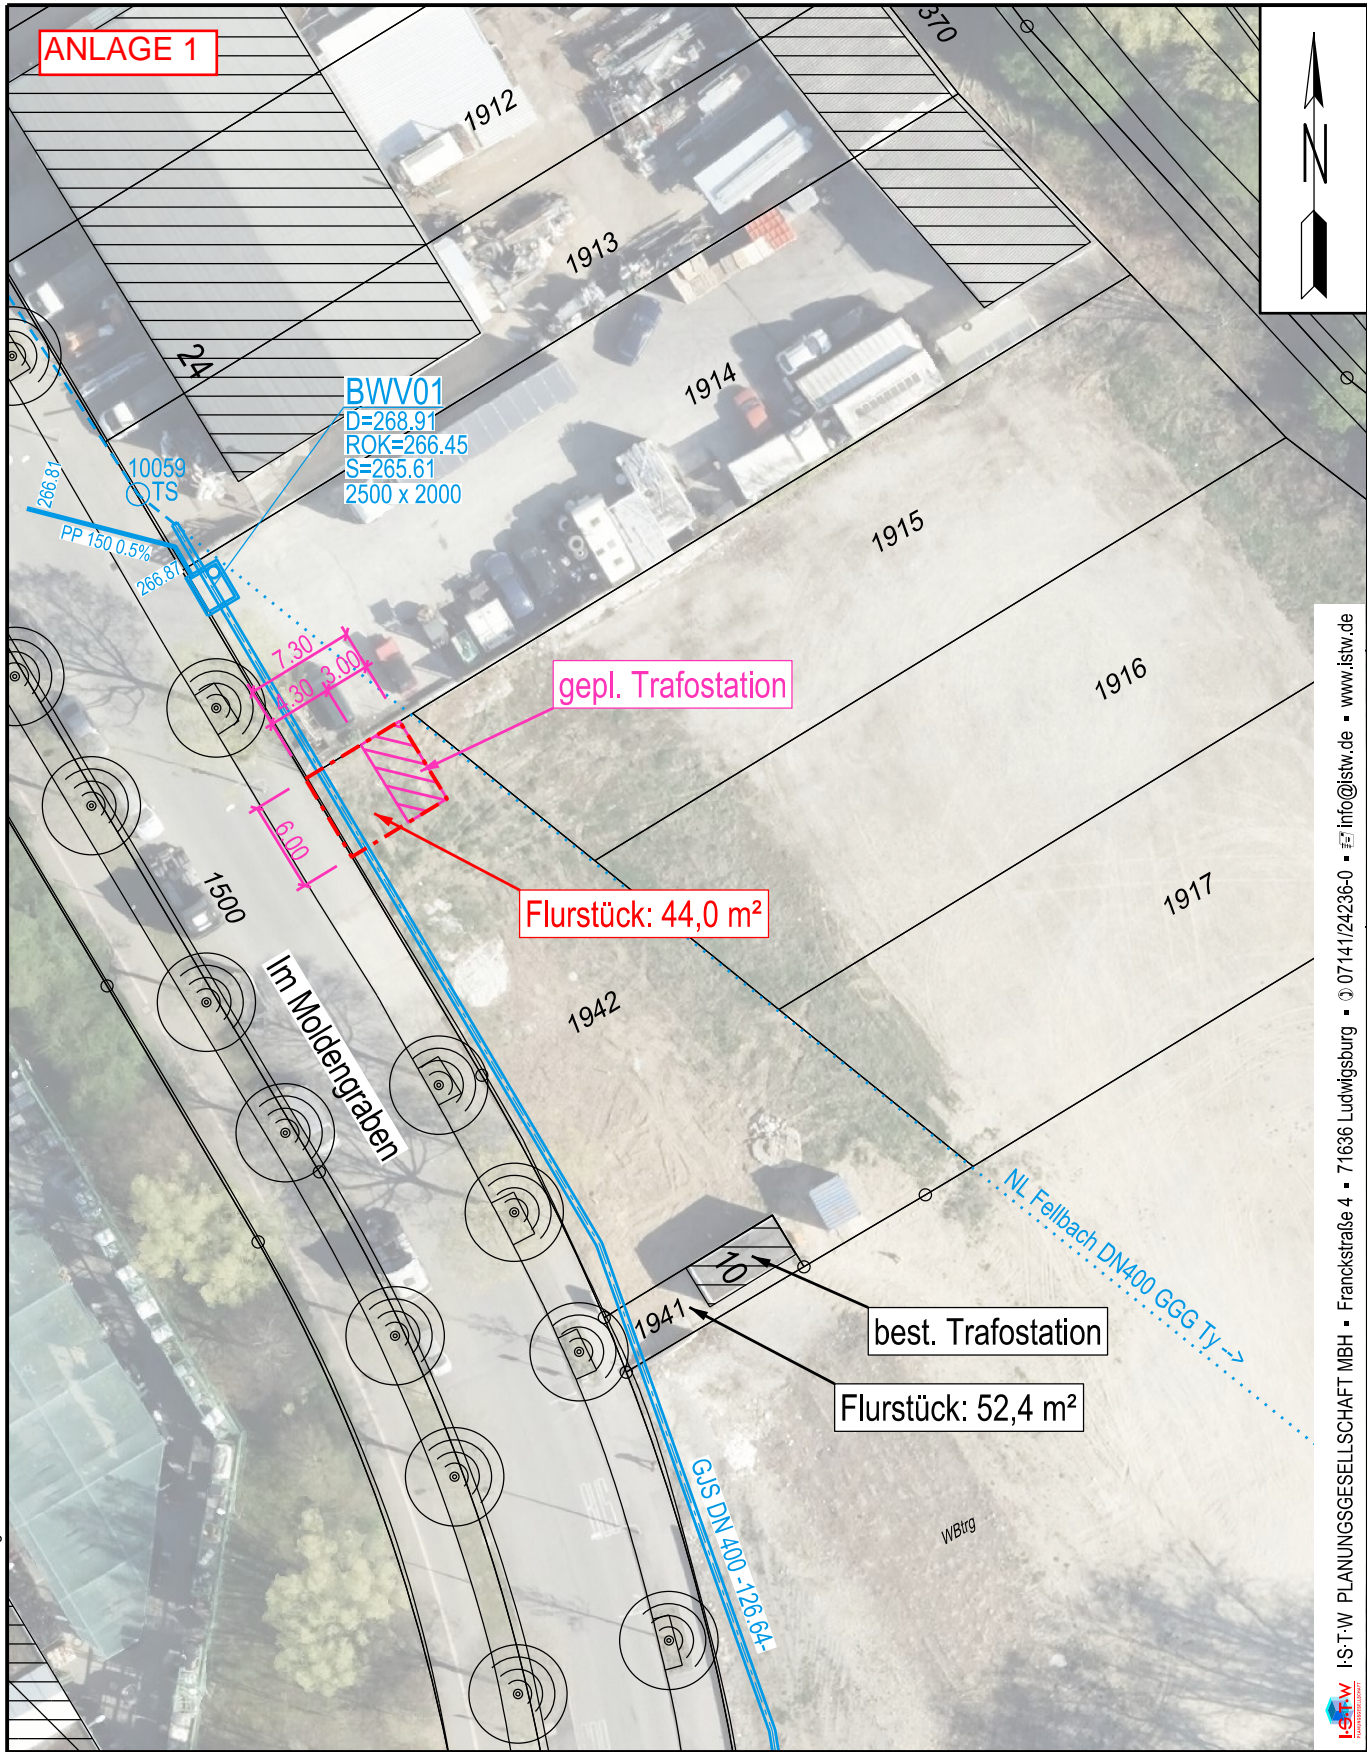 ANLAGE 1
370
1912
N
1913
24
1914
BWV01
D=268.91
ROK=266.45
S=265.61
2500 x 2000
10059
TS
266.81
PP 150 0.5%
266.87
1915
7.30
4.30
3.00
gepl. Trafostation
1916
6.00
1500
Flurstück: 44,0 m²
1917
Im Moldengraben
1942
NL Fellbach DN400 GGG Ty -->
10
1941
best. Trafostation
Flurstück: 52,4 m²
GJS DN 400 -126.64-
WBtrg
I·S·T·W PLANUNGSGESELLSCHAFT MBH ▪ Franckstraße 4 ▪ 71636 Ludwigsburg ▪ ✆ 07141/24236-0 ▪ info@istw.de ▪ www.istw.de
I·S·T·W
PLANUNGSGESELLSCHAFT